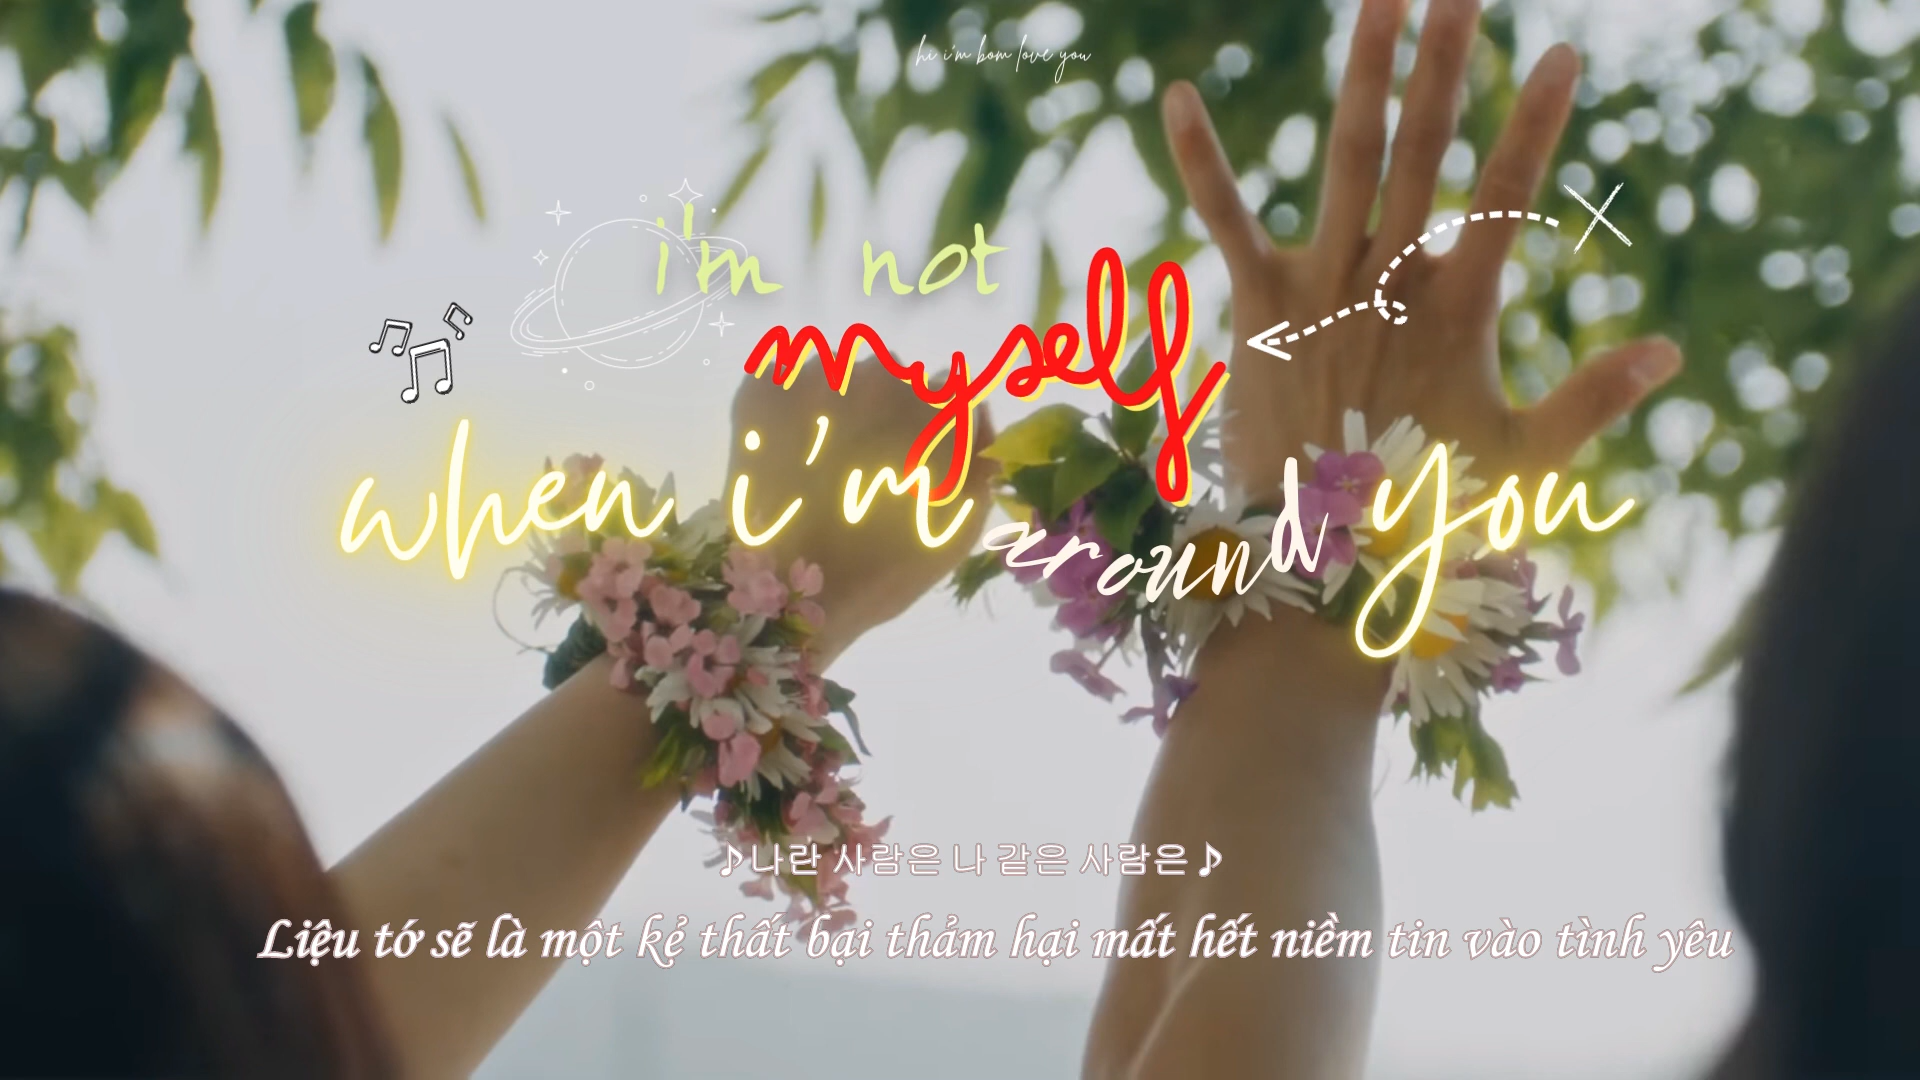 hi i'm bom love you
i'm not
myself
when i'm around you
♪나란 사람은 나 같은 사람은♪
Liệu tớ sẽ là một kẻ thất bại thảm hại mất hết niềm tin vào tình yêu